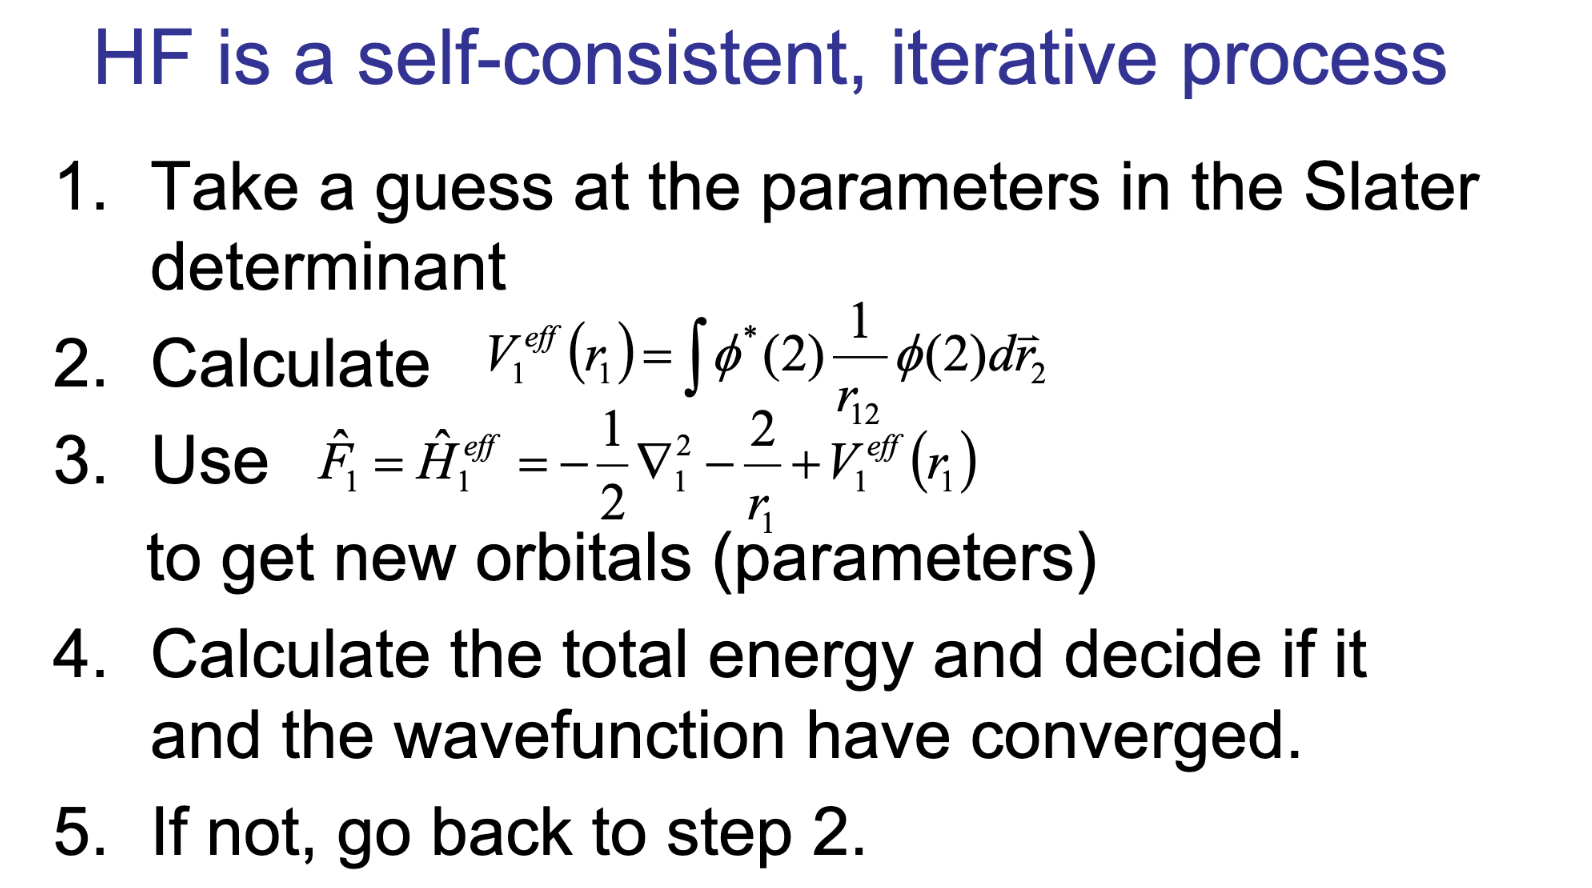 HF is a self-consistent, iterative process
1. Take a guess at the parameters in the Slater
determinant
2. Calculate $V_1^{eff}(r_1) = \int \phi^*(2) \frac{1}{r_{12}} \phi(2) d\vec{r}_2$
3. Use $\hat{F}_1 = \hat{H}_1^{eff} = -\frac{1}{2}\nabla_1^2 - \frac{2}{r_1} + V_1^{eff}(r_1)$
to get new orbitals (parameters)
4. Calculate the total energy and decide if it
and the wavefunction have converged.
5. If not, go back to step 2.